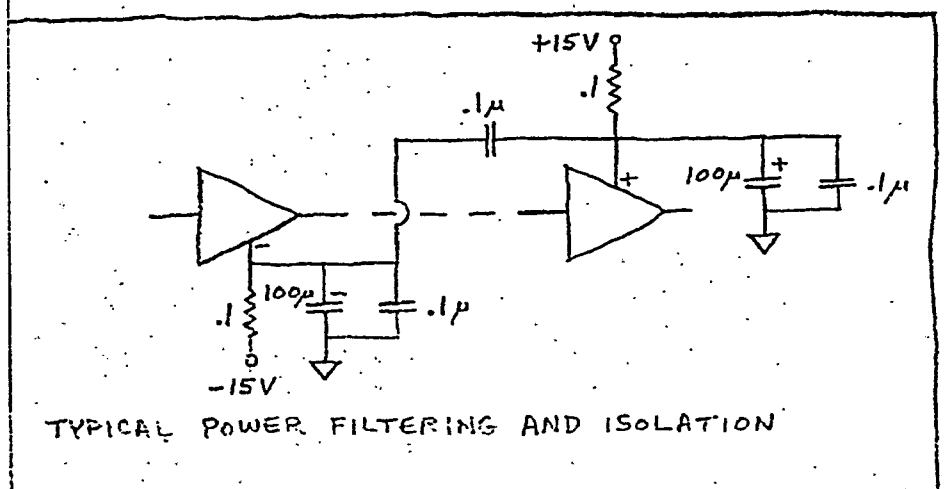 +15V
.1
.1μ
+
100μ
+
.1μ
-
.1
100μ
-
.1μ
-15V
TYPICAL POWER FILTERING AND ISOLATION